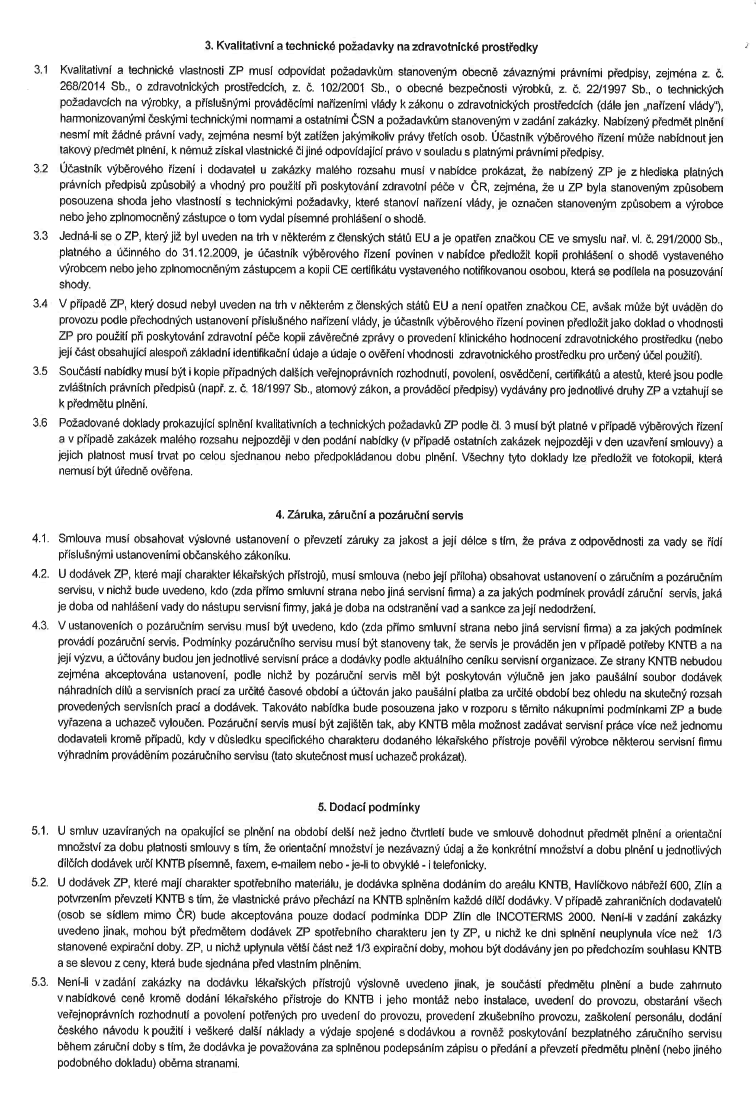 3. Kvalitativní a technické požadavky na zdravotnické prostředky
3.1 Kvalitativní a technické vlastnosti ZP musí odpovídat požadavkům stanoveným obecně závaznými právními předpisy, zejména z. č.
268/2014 Sb., o zdravotnických prostředcích, z. č. 102/2001 Sb., o obecné bezpečnosti výrobků, z. č. 22/1997 Sb., o technických
požadavcích na výrobky, a příslušnými prováděcími nařízeními vlády k zákonu o zdravotnických prostředcích (dále jen „nařízení vlády"),
harmonizovanými českými technickými normami a ostatními ČSN a požadavkům stanoveným v zadání zakázky. Nabízený předmět plnění
nesmí mít žádné právní vady, zejména nesmí být zatížen jakýmikoliv právy třetích osob. Účastník výběrového řízení může nabídnout jen
takový předmět plnění, k němuž získal vlastnické či jiné odpovídající právo v souladu s platnými právními předpisy.
3.2 Účastník výběrového řízení i dodavatel u zakázky malého rozsahu musí v nabídce prokázat, že nabízený ZP je z hlediska platných
právních předpisů způsobilý a vhodný pro použití při poskytování zdravotní péče v ČR, zejména, že u ZP byla stanoveným způsobem
posouzena shoda jeho vlastností s technickými požadavky, které stanoví nařízení vlády, je označen stanoveným způsobem a výrobce
nebo jeho zplnomocněný zástupce o tom vydal písemné prohlášení o shodě.
3.3 Jedná-li se o ZP, který již byl uveden na trh v některém z členských států EU a je opatřen značkou CE ve smyslu nař. vl. č. 291/2000 Sb.,
platného a účinného do 31.12.2009, je účastník výběrového řízení povinen v nabídce předložit kopii prohlášení o shodě vystaveného
výrobcem nebo jeho zplnomocněným zástupcem a kopii CE certifikátu vystaveného notifikovanou osobou, která se podílela na posuzování
shody.
3.4 V případě ZP, který dosud nebyl uveden na trh v některém z členských států EU a není opatřen značkou CE, avšak může být uváděn do
provozu podle přechodných ustanovení příslušného nařízení vlády, je účastník výběrového řízení povinen předložit jako doklad o vhodnosti
ZP pro použití při poskytování zdravotní péče kopii závěrečné zprávy o provedení klinického hodnocení zdravotnického prostředku (nebo
její část obsahující alespoň základní identifikační údaje a údaje o ověření vhodnosti zdravotnického prostředku pro určený účel použití).
3.5 Součástí nabídky musí být i kopie případných dalších veřejnoprávních rozhodnutí, povolení, osvědčení, certifikátů a atestů, které jsou podle
zvláštních právních předpisů (např. z. č. 18/1997 Sb., atomový zákon, a prováděcí předpisy) vydávány pro jednotlivé druhy ZP a vztahují se
k předmětu plnění.
3.6 Požadované doklady prokazující splnění kvalitativních a technických požadavků ZP podle čl. 3 musí být platné v případě výběrových řízení
a v případě zakázek malého rozsahu nejpozději v den podání nabídky (v případě ostatních zakázek nejpozději v den uzavření smlouvy) a
jejich platnost musí trvat po celou sjednanou nebo předpokládanou dobu plnění. Všechny tyto doklady lze předložit ve fotokopii, která
nemusí být úředně ověřena.
4. Záruka, záruční a pozáruční servis
4.1. Smlouva musí obsahovat výslovné ustanovení o převzetí záruky za jakost a její délce s tím, že práva z odpovědnosti za vady se řídí
příslušnými ustanoveními občanského zákoníku.
4.2. U dodávek ZP, které mají charakter lékařských přístrojů, musí smlouva (nebo její příloha) obsahovat ustanovení o záručním a pozáručním
servisu, v nichž bude uvedeno, kdo (zda přímo smluvní strana nebo jiná servisní firma) a za jakých podmínek provádí záruční servis, jaká
je doba od nahlášení vady do nástupu servisní firmy, jaká je doba na odstranění vad a sankce za její nedodržení.
4.3. V ustanoveních o pozáručním servisu musí být uvedeno, kdo (zda přímo smluvní strana nebo jiná servisní firma) a za jakých podmínek
provádí pozáruční servis. Podmínky pozáručního servisu musí být stanoveny tak, že servis je prováděn jen v případě potřeby KNTB a na
její výzvu, a účtovány budou jen jednotlivé servisní práce a dodávky podle aktuálního ceníku servisní organizace. Ze strany KNTB nebudou
zejména akceptována ustanovení, podle nichž by pozáruční servis měl být poskytován výlučně jen jako paušální soubor dodávek
náhradních dílů a servisních prací za určité časové období a účtován jako paušální platba za určité období bez ohledu na skutečný rozsah
provedených servisních prací a dodávek. Takováto nabídka bude posouzena jako v rozporu s těmito nákupními podmínkami ZP a bude
vyřazena a uchazeč vyloučen. Pozáruční servis musí být zajištěn tak, aby KNTB měla možnost zadávat servisní práce více než jednomu
dodavateli kromě případů, kdy v důsledku specifického charakteru dodaného lékařského přístroje pověřil výrobce některou servisní firmu
výhradním prováděním pozáručního servisu (tato skutečnost musí uchazeč prokázat).
5. Dodací podmínky
5.1. U smluv uzavíraných na opakující se plnění na období delší než jedno čtvrtletí bude ve smlouvě dohodnut předmět plnění a orientační
množství za dobu platnosti smlouvy s tím, že orientační množství je nezávazný údaj a že konkrétní množství a dobu plnění u jednotlivých
dílčích dodávek určí KNTB písemně, faxem, e-mailem nebo - je-li to obvyklé - i telefonicky.
5.2. U dodávek ZP, které mají charakter spotřebního materiálu, je dodávka splněna dodáním do areálu KNTB, Havlíčkovo nábřeží 600, Zlín a
potvrzením převzetí KNTB s tím, že vlastnické právo přechází na KNTB splněním každé dílčí dodávky. V případě zahraničních dodavatelů
(osob se sídlem mimo ČR) bude akceptována pouze dodací podmínka DDP Zlín dle INCOTERMS 2000. Není-li v zadání zakázky
uvedeno jinak, mohou být předmětem dodávek ZP spotřebního charakteru jen ty ZP, u nichž ke dni splnění neuplynula více než 1/3
stanovené expirační doby. ZP, u nichž uplynula větší část než 1/3 expirační doby, mohou být dodávány jen po předchozím souhlasu KNTB
a se slevou z ceny, která bude sjednána před vlastním plněním.
5.3. Není-li v zadání zakázky na dodávku lékařských přístrojů výslovně uvedeno jinak, je součástí předmětu plnění a bude zahrnuto
v nabídkové ceně kromě dodání lékařského přístroje do KNTB i jeho montáž nebo instalace, uvedení do provozu, obstarání všech
veřejnoprávních rozhodnutí a povolení potřených pro uvedení do provozu, provedení zkušebního provozu, zaškolení personálu, dodání
českého návodu k použití i veškeré další náklady a výdaje spojené s dodávkou a rovněž poskytování bezplatného záručního servisu
během záruční doby s tím, že dodávka je považována za splněnou podepsáním zápisu o předání a převzetí předmětu plnění (nebo jiného
podobného dokladu) oběma stranami.